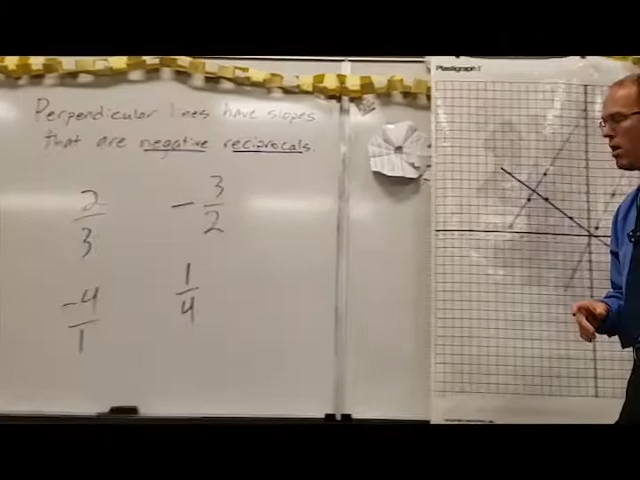 Perpendicular lines have slopes
that are negative reciprocals.
2/3 -3/2
-4/1 1/4
Plastigraph